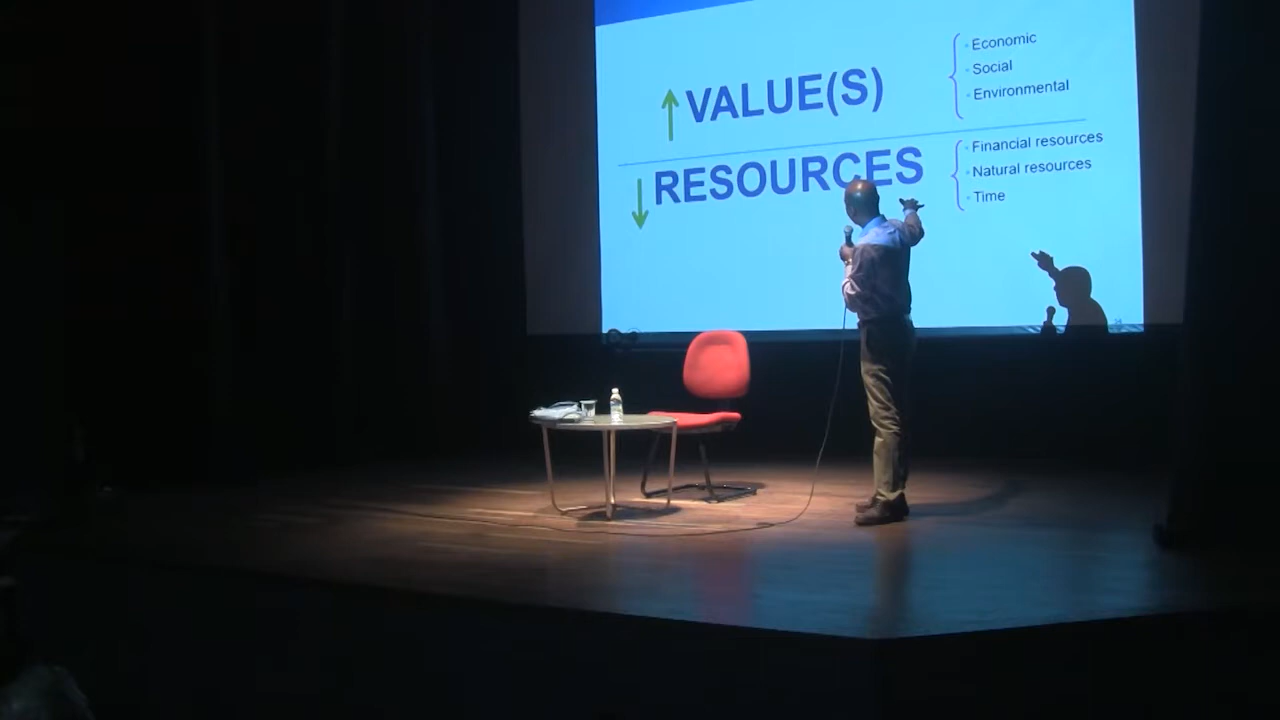 VALUE(S)
Economic
Social
Environmental
RESOURCES
Financial resources
Natural resources
Time